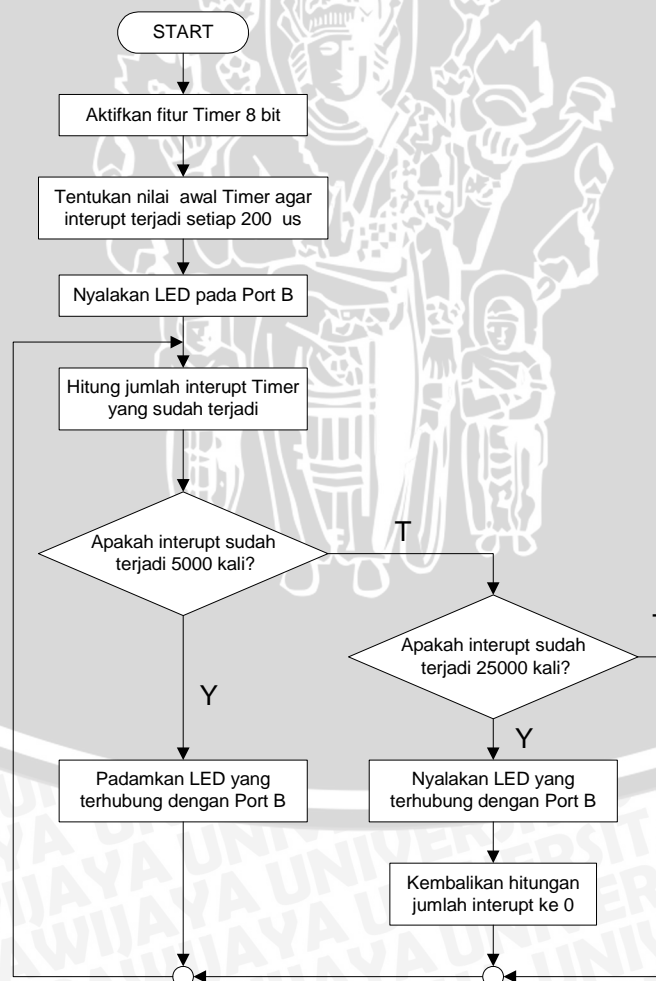 START
Aktifkan fitur Timer 8 bit
Tentukan nilai awal Timer agar
interupt terjadi setiap 200 us
Nyalakan LED pada Port B
Hitung jumlah interupt Timer
yang sudah terjadi
Apakah interupt sudah
terjadi 5000 kali?
T
Apakah interupt sudah
terjadi 25000 kali?
Y
Y
Padamkan LED yang
terhubung dengan Port B
Nyalakan LED yang
terhubung dengan Port B
Kembalikan hitungan
jumlah interupt ke 0